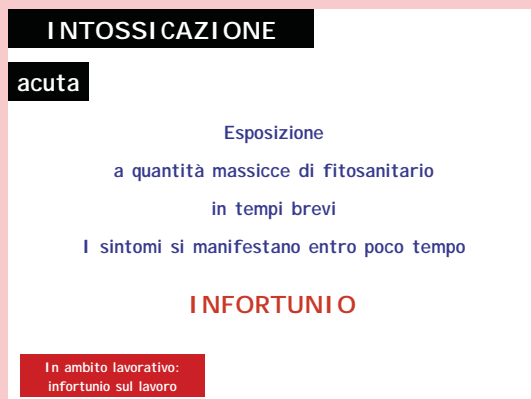 INTOSSICAZIONE
acuta
Esposizione
a quantità massicce di fitosanitario
in tempi brevi
I sintomi si manifestano entro poco tempo
INFORTUNIO
In ambito lavorativo:
infortunio sul lavoro